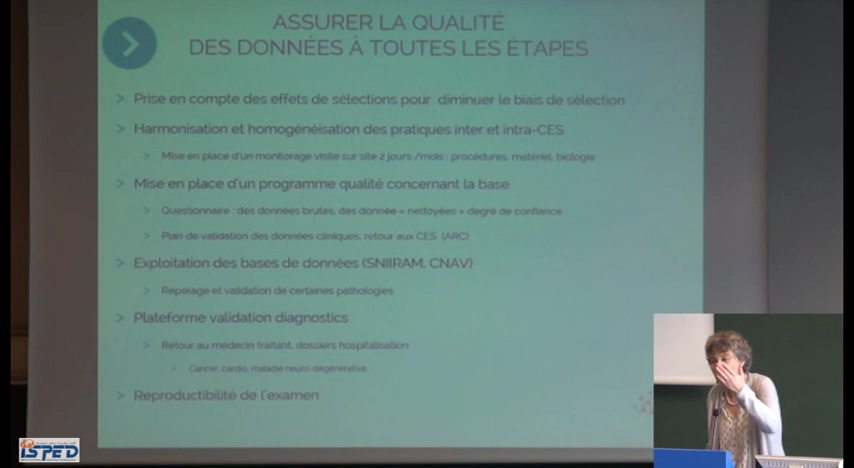 ASSURER LA QUALITÉ
DES DONNÉES À TOUTES LES ÉTAPES
> Prise en compte des effets de sélections pour diminuer le biais de sélection
> Harmonisation et homogénéisation des pratiques inter et intra-CES
> Mise en place d'un monitorage visite sur site 2 jours /mois : procédures, matériel, biologie
> Mise en place d'un programme qualité concernant la base
> Questionnaire : des données brutes, des donnée « nettoyées » degré de confiance
> Plan de validation des données cliniques, retour aux CES (ARC)
> Exploitation des bases de données (SNIIRAM, CNAV)
> Repérage et validation de certaines pathologies
> Plateforme validation diagnostics
> Retour au médecin traitant, dossiers hospitalisation
> Cancer, cardio, maladie neuro-dégénérative
> Reproductibilité de l'examen
ISPED